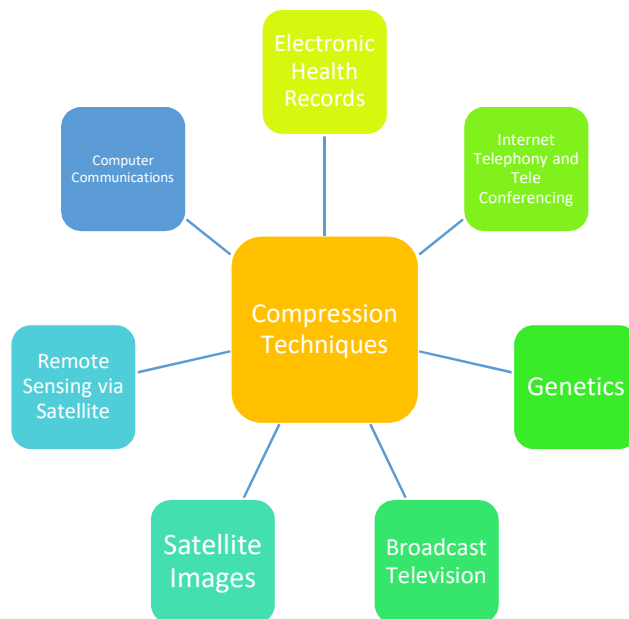 Electronic
Health
Records
Internet
Telephony and
Tele
Conferencing
Computer
Communications
Compression
Techniques
Remote
Sensing via
Satellite
Genetics
Satellite
Images
Broadcast
Television